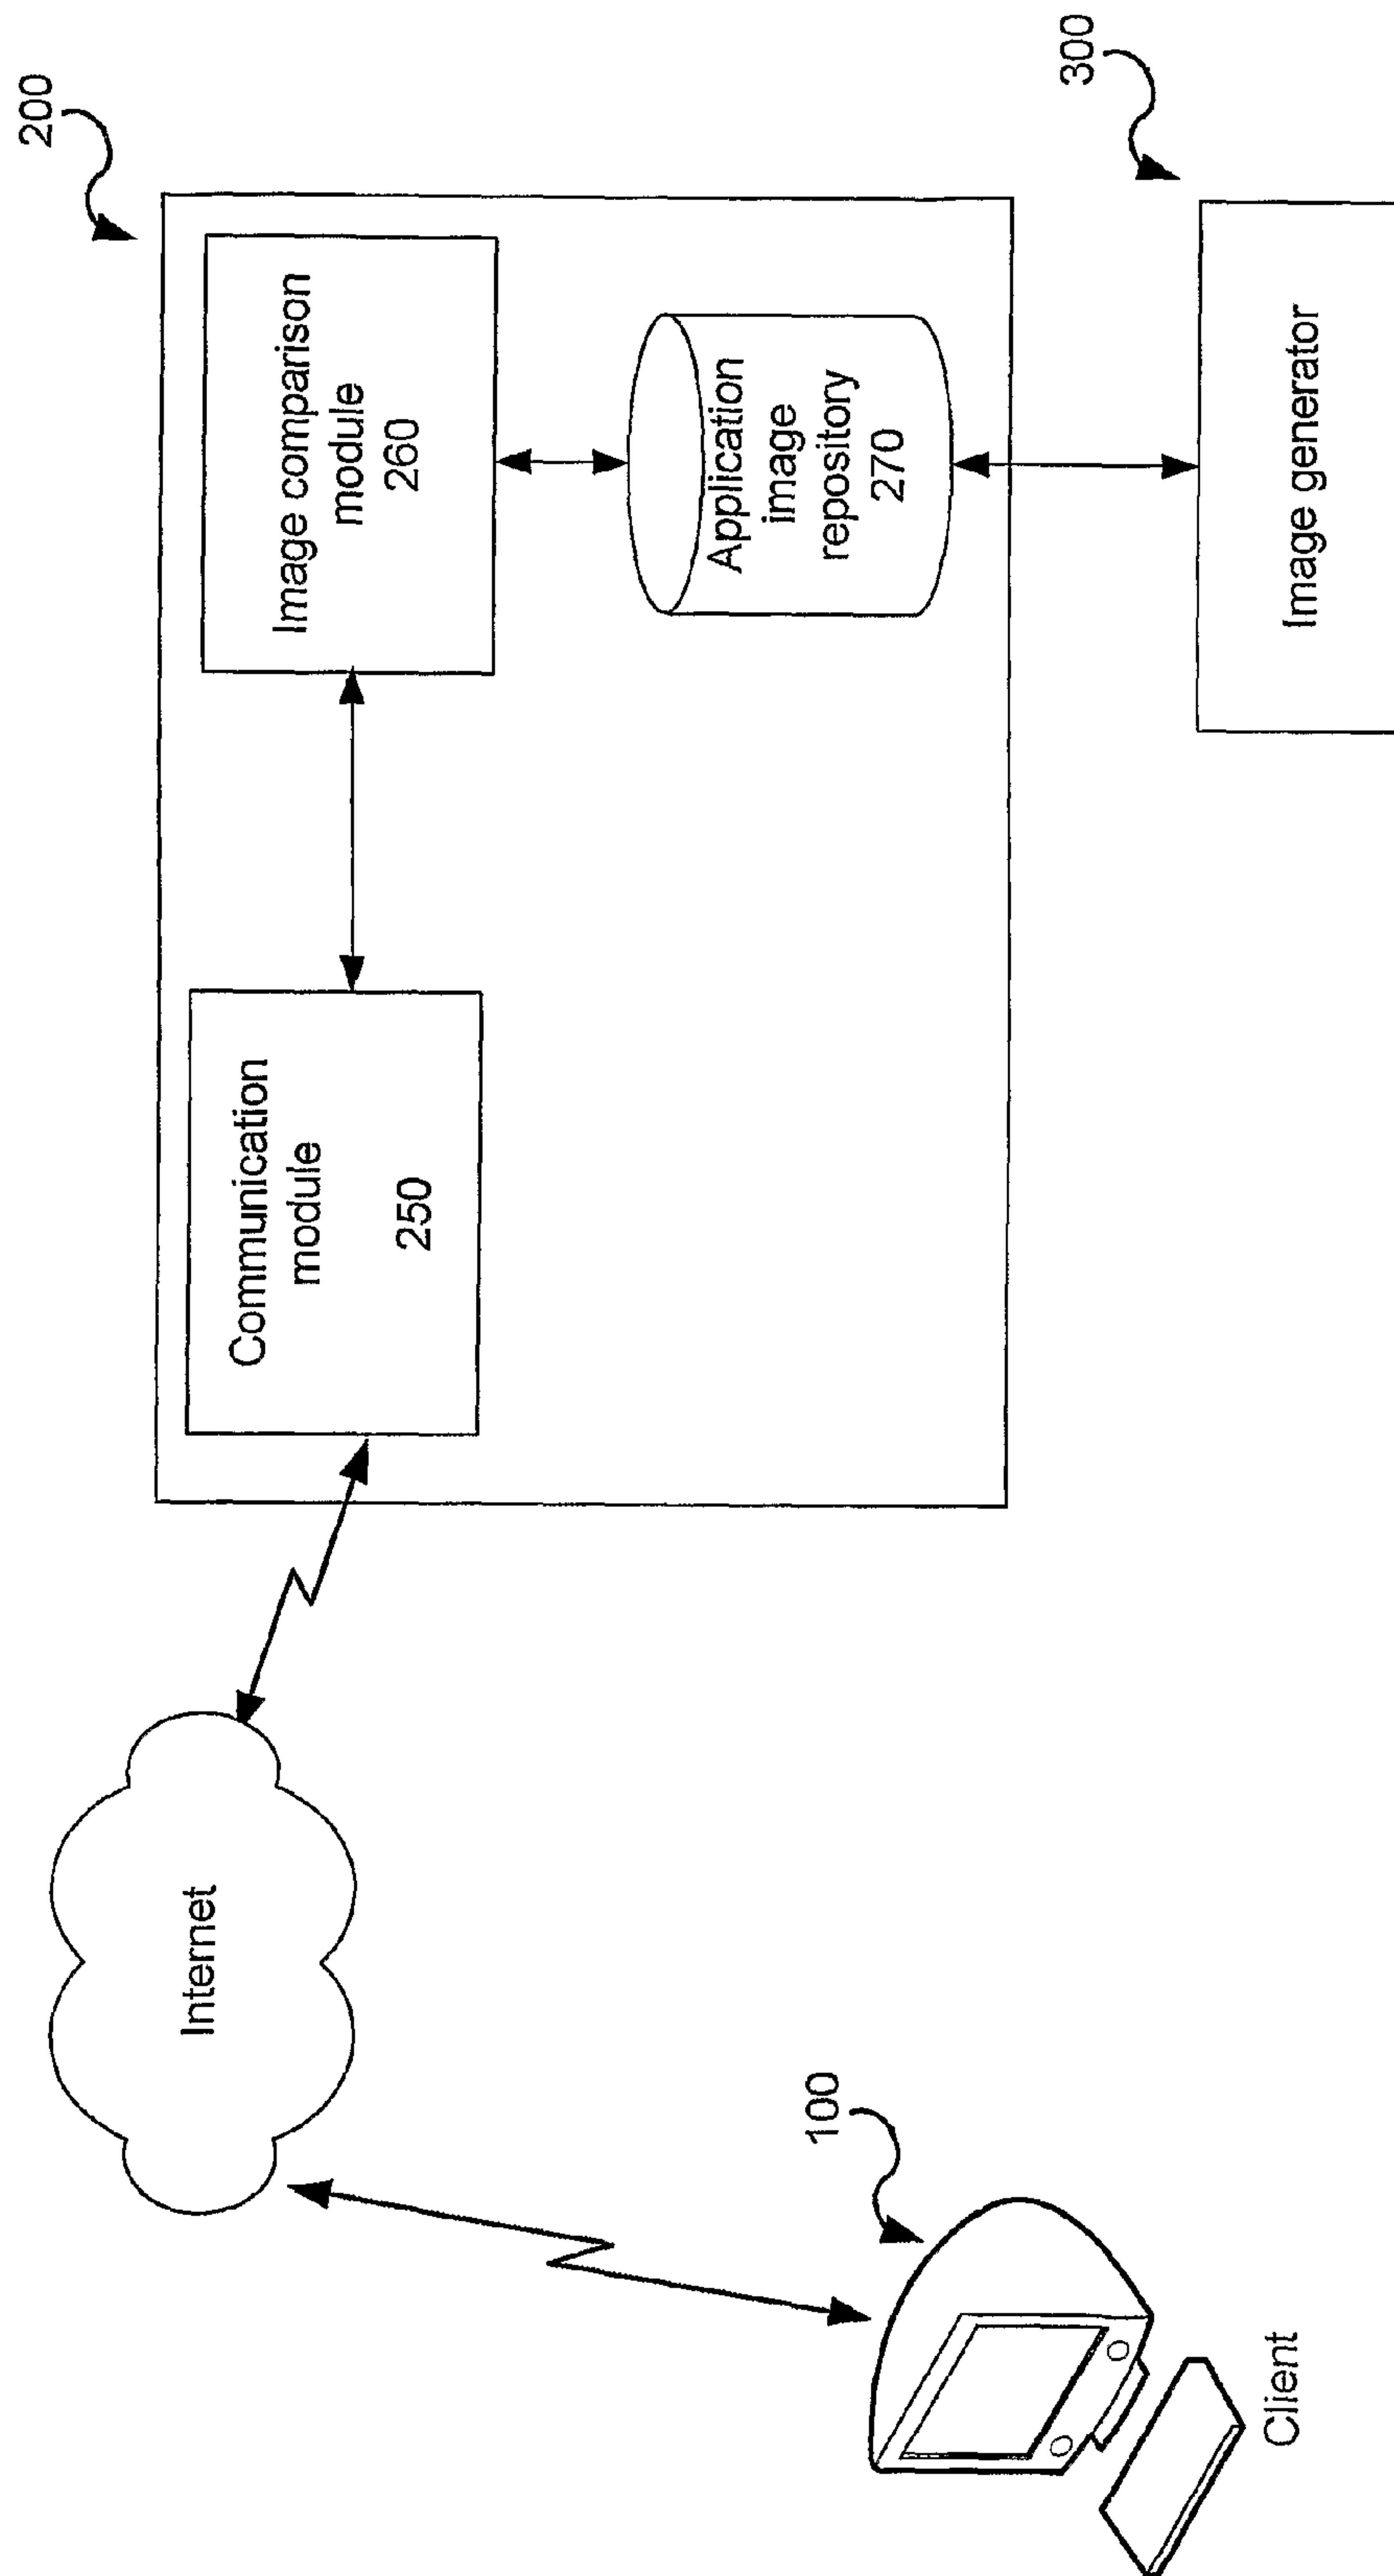 200
Image comparison
module
260
Communication
module
250
Application
image
repository
270
300
Image generator
Internet
100
Client